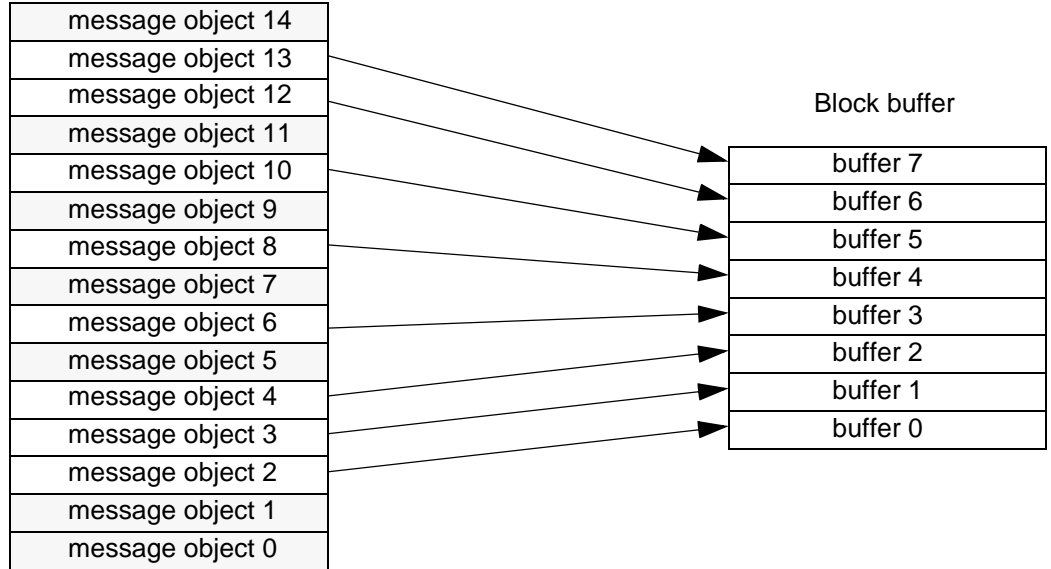 message object 14
message object 13
message object 12
message object 11
message object 10
message object 9
message object 8
message object 7
message object 6
message object 5
message object 4
message object 3
message object 2
message object 1
message object 0
Block buffer
buffer 7
buffer 6
buffer 5
buffer 4
buffer 3
buffer 2
buffer 1
buffer 0